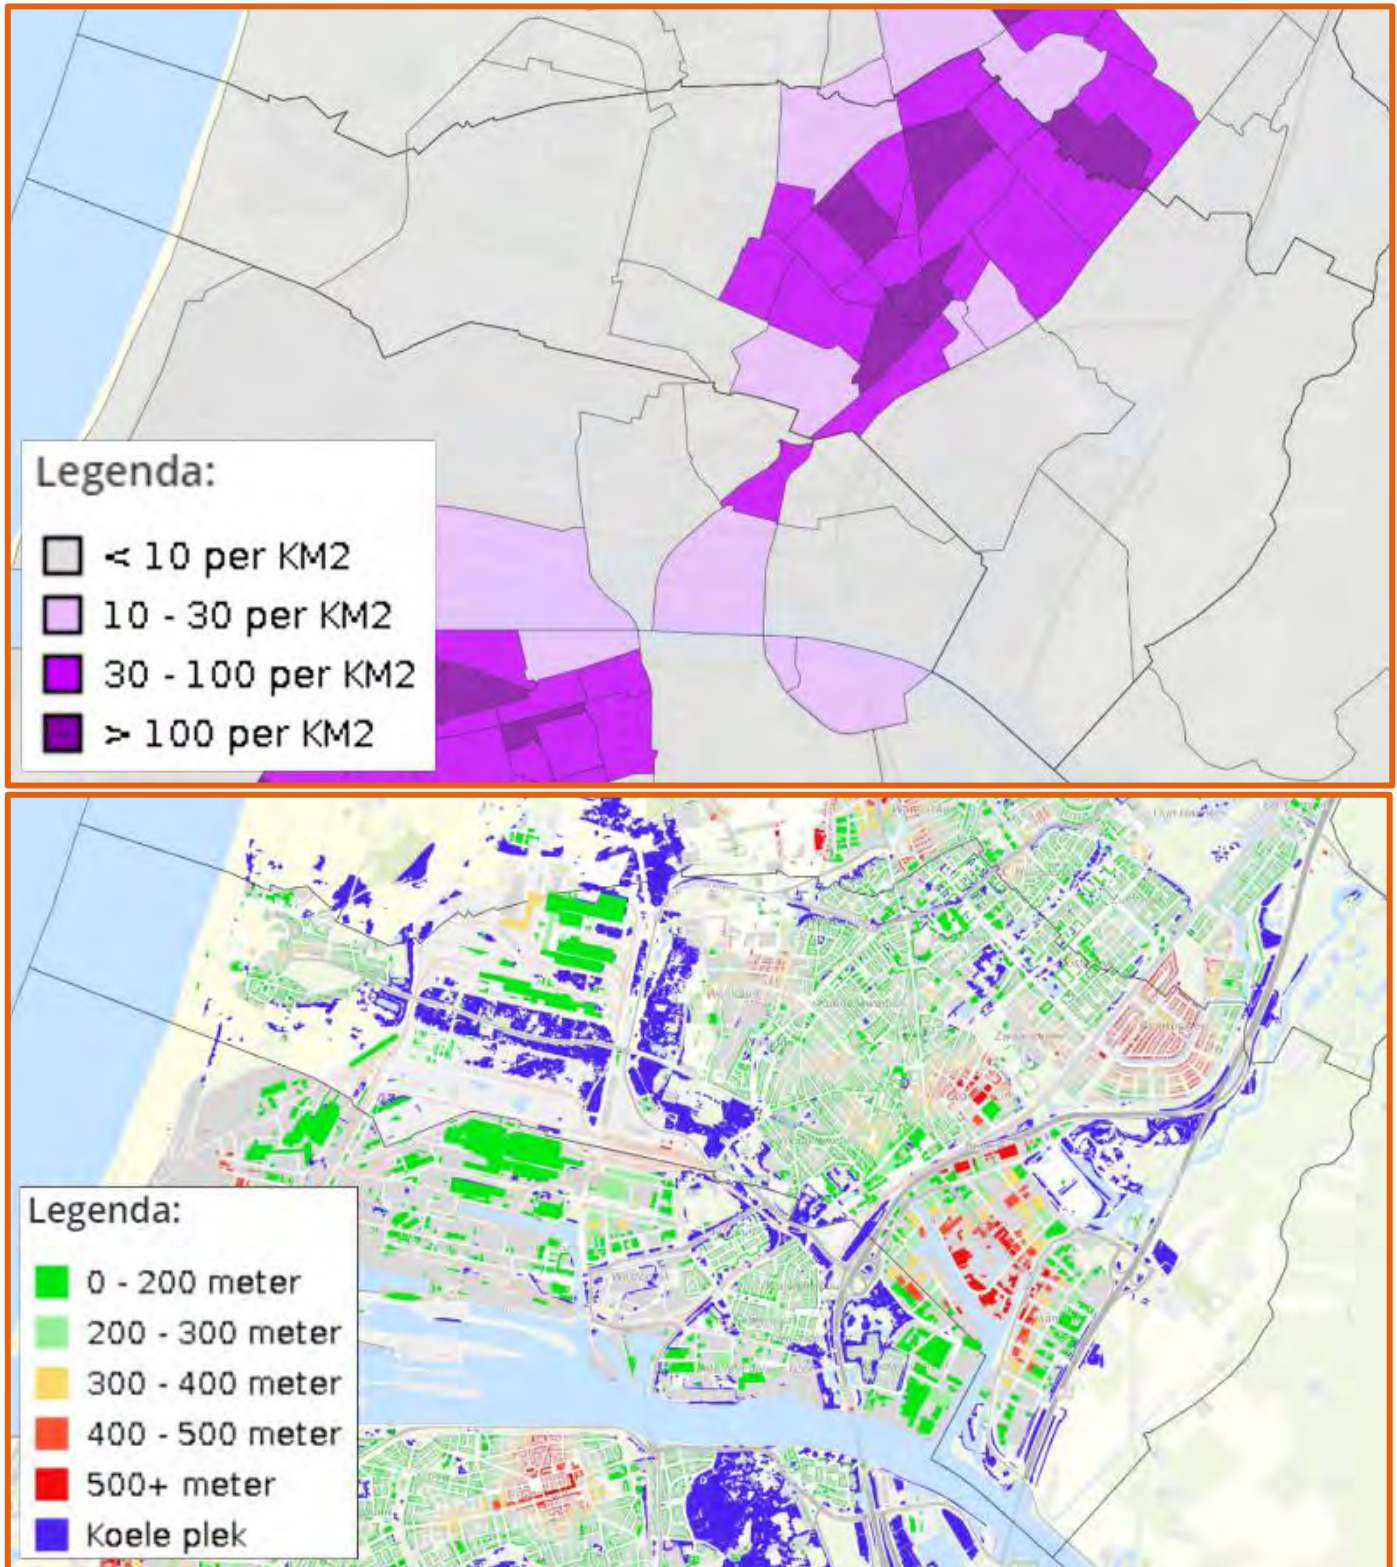 Legenda:
< 10 per KM2
10 - 30 per KM2
30 - 100 per KM2
> 100 per KM2
Legenda:
0 - 200 meter
200 - 300 meter
300 - 400 meter
400 - 500 meter
500+ meter
Koele plek